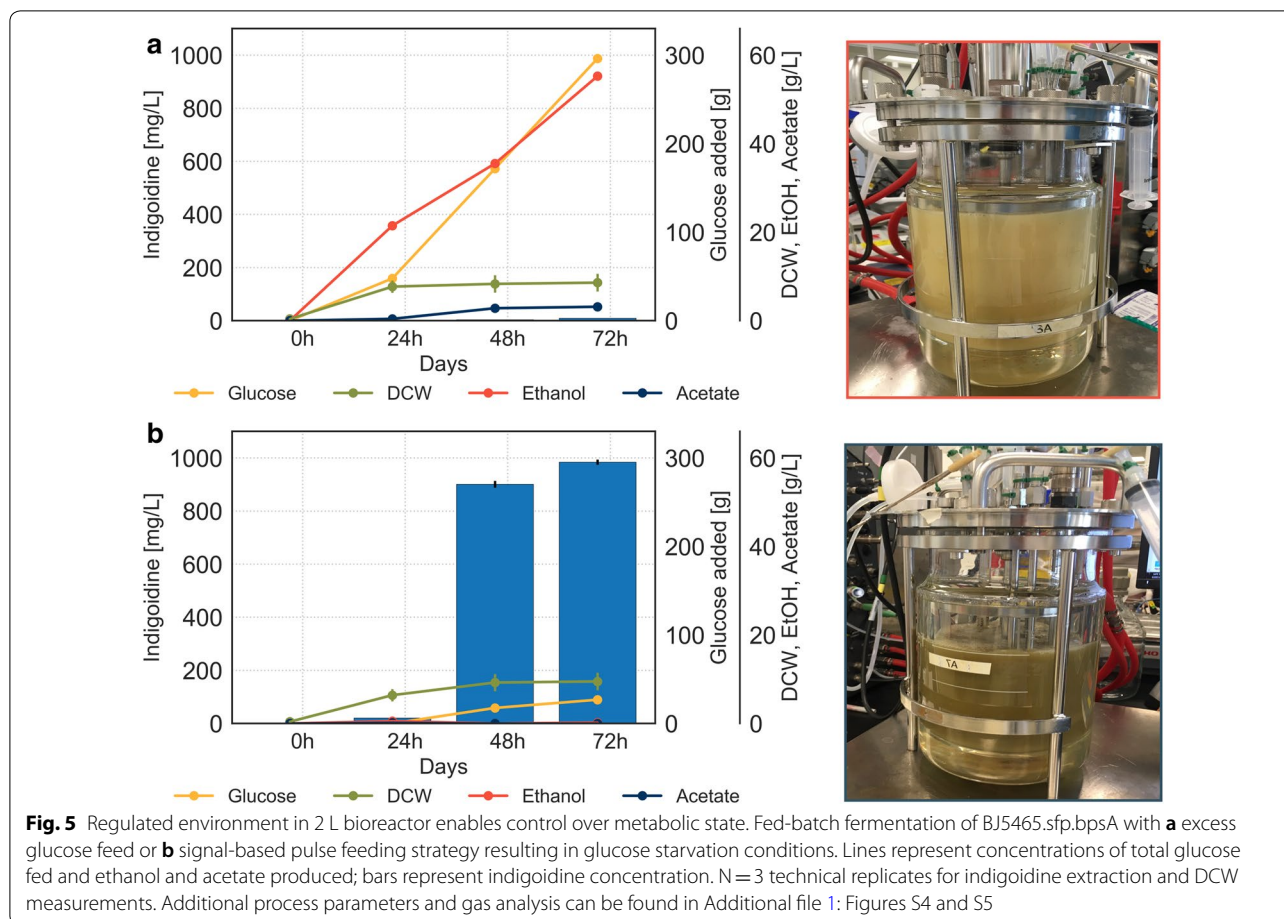 a
1000
800
600
400
200
0
Indigoidine [mg/L]
300
200
100
0
Glucose added [g]
60
40
20
0
DCW, EtOH, Acetate [g/L]
0h 24h 48h 72h
Days
Glucose DCW Ethanol Acetate
3A
b
1000
800
600
400
200
0
Indigoidine [mg/L]
300
200
100
0
Glucose added [g]
60
40
20
0
DCW, EtOH, Acetate [g/L]
0h 24h 48h 72h
Days
Glucose DCW Ethanol Acetate
Fig. 5 Regulated environment in 2 L bioreactor enables control over metabolic state. Fed-batch fermentation of BJ5465.sfp.bpsA with a excess
glucose feed or b signal-based pulse feeding strategy resulting in glucose starvation conditions. Lines represent concentrations of total glucose
fed and ethanol and acetate produced; bars represent indigoidine concentration. N = 3 technical replicates for indigoidine extraction and DCW
measurements. Additional process parameters and gas analysis can be found in Additional file 1: Figures S4 and S5